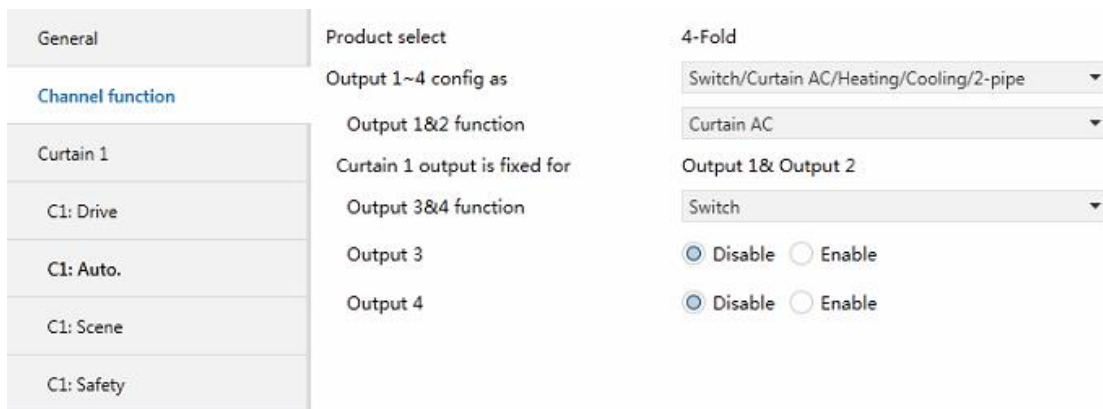 General
Channel function
Curtain 1
C1: Drive
C1: Auto.
C1: Scene
C1: Safety
Product select 4-Fold
Output 1~4 config as Switch/Curtain AC/Heating/Cooling/2-pipe
Output 1&2 function Curtain AC
Curtain 1 output is fixed for Output 1& Output 2
Output 3&4 function Switch
Output 3 Disable Enable
Output 4 Disable Enable